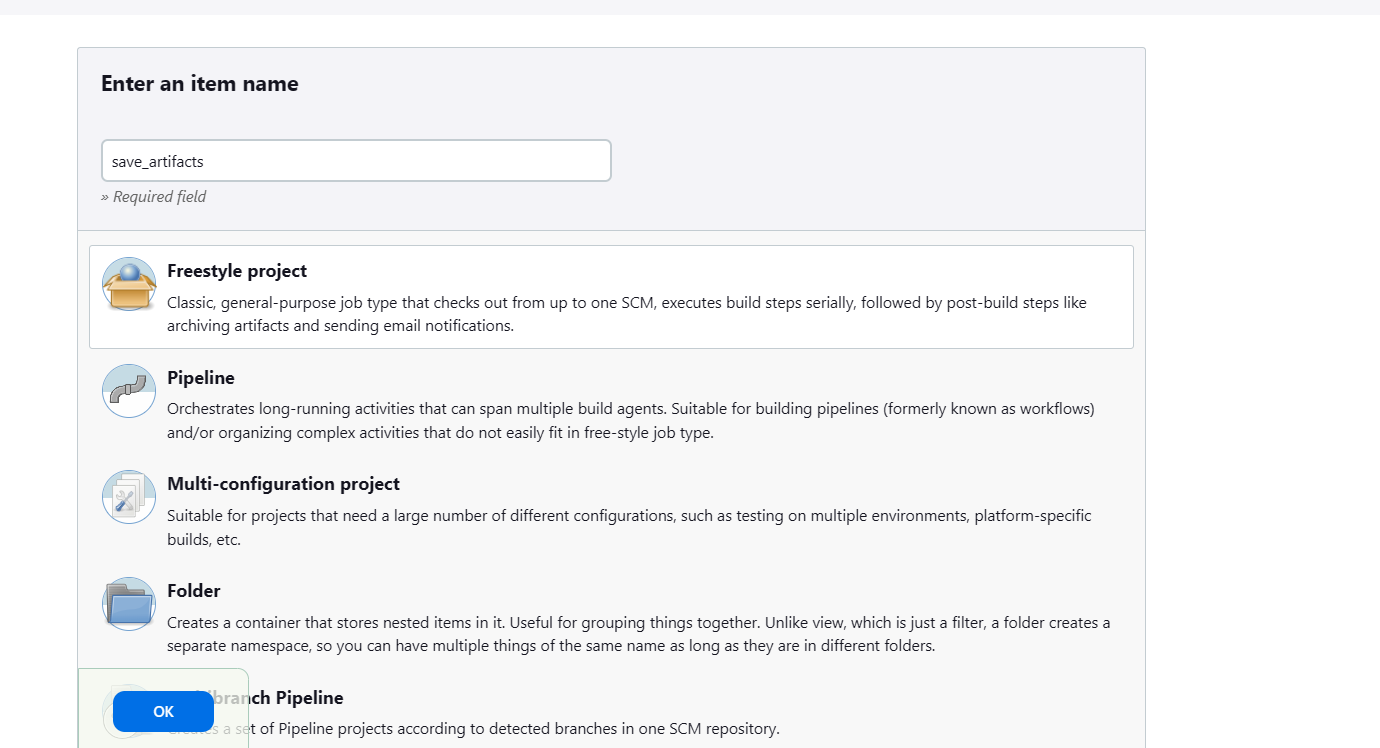 Enter an item name
save_artifacts
» Required field
Freestyle project
Classic, general-purpose job type that checks out from up to one SCM, executes build steps serially, followed by post-build steps like
archiving artifacts and sending email notifications.
Pipeline
Orchestrates long-running activities that can span multiple build agents. Suitable for building pipelines (formerly known as workflows)
and/or organizing complex activities that do not easily fit in free-style job type.
Multi-configuration project
Suitable for projects that need a large number of different configurations, such as testing on multiple environments, platform-specific
builds, etc.
Folder
Creates a container that stores nested items in it. Useful for grouping things together. Unlike view, which is just a filter, a folder creates a
separate namespace, so you can have multiple things of the same name as long as they are in different folders.
branch Pipeline
OK
Creates a set of Pipeline projects according to detected branches in one SCM repository.